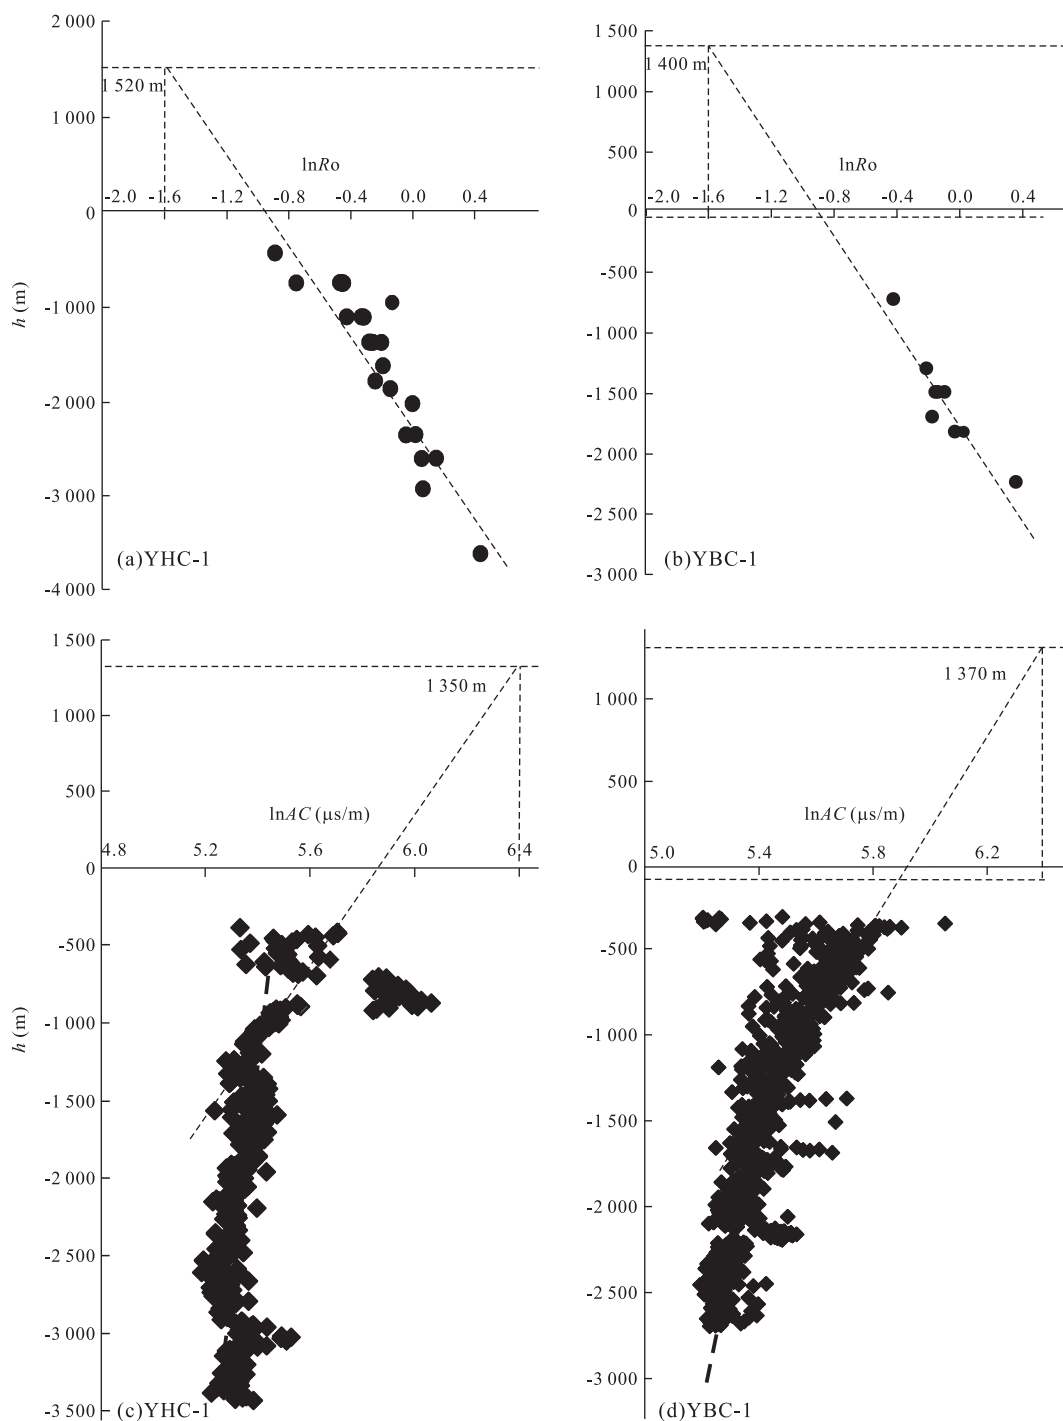 2 000
1 520 m
1 000
lnRo
-2.0 -1.6 -1.2 -0.8 -0.4 0.0 0.4
0
-1 000
h (m)
-2 000
-3 000
(a)YHC-1
-4 000
1 500
1 400 m
1 000
500
lnRo
-2.0 -1.6 -1.2 -0.8 -0.4 0.0 0.4
0
-500
-1 000
-1 500
-2 000
-2 500
(b)YBC-1
-3 000
1 500
1 350 m
1 000
500
lnAC (μs/m)
4.8 5.2 5.6 6.0 6.4
0
-500
-1 000
h (m)
-1 500
-2 000
-2 500
-3 000
(c)YHC-1
-3 500
1 370 m
1 000
500
lnAC (μs/m)
5.0 5.4 5.8 6.2
0
-500
-1 000
-1 500
-2 000
-2 500
-3 000
(d)YBC-1